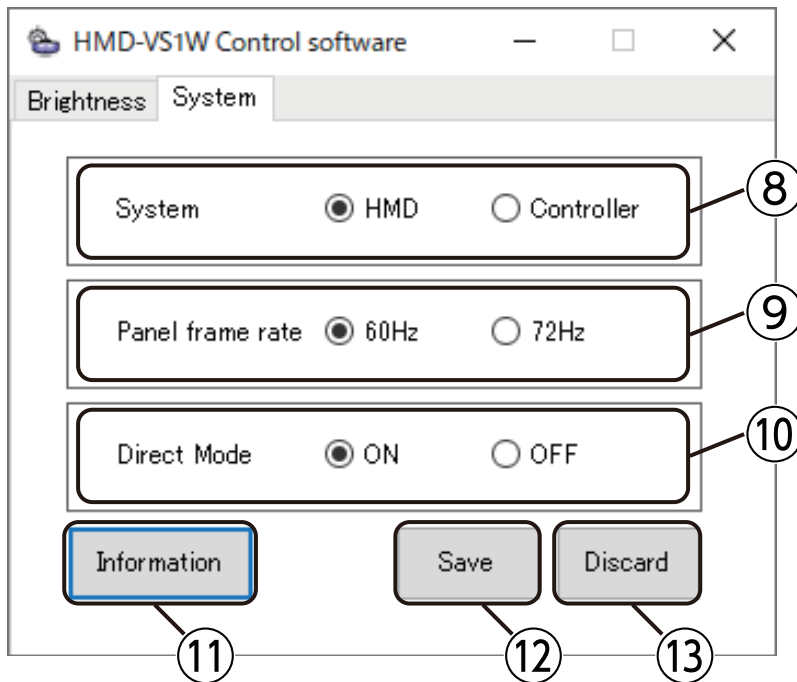 HMD-VS1W Control software
Brightness System
System HMD Controller ⑧
Panel frame rate 60Hz 72Hz ⑨
Direct Mode ON OFF ⑩
Information Save Discard
⑪ ⑫ ⑬